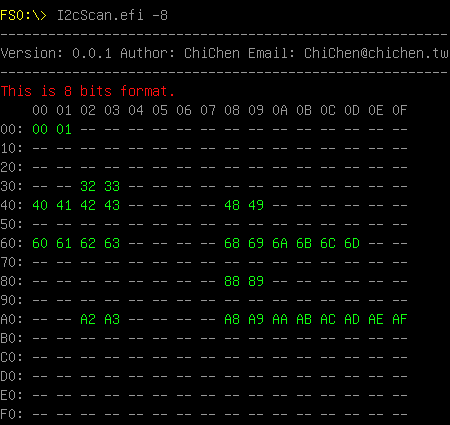 FS0:\> I2cScan.efi -8
--------------------------------------------------------
Version: 0.0.1 Author: ChiChen Email: ChiChen@chichen.tw
--------------------------------------------------------
This is 8 bits format.
    00 01 02 03 04 05 06 07 08 09 0A 0B 0C 0D 0E 0F
00: 00 01 -- -- -- -- -- -- -- -- -- -- -- -- -- --
10: -- -- -- -- -- -- -- -- -- -- -- -- -- -- -- --
20: -- -- -- -- -- -- -- -- -- -- -- -- -- -- -- --
30: -- -- 32 33 -- -- -- -- -- -- -- -- -- -- -- --
40: 40 41 42 43 -- -- -- -- 48 49 -- -- -- -- -- --
50: -- -- -- -- -- -- -- -- -- -- -- -- -- -- -- --
60: 60 61 62 63 -- -- -- -- 68 69 6A 6B 6C 6D -- --
70: -- -- -- -- -- -- -- -- -- -- -- -- -- -- -- --
80: -- -- -- -- -- -- -- -- 88 89 -- -- -- -- -- --
90: -- -- -- -- -- -- -- -- -- -- -- -- -- -- -- --
A0: -- -- A2 A3 -- -- -- -- A8 A9 AA AB AC AD AE AF
B0: -- -- -- -- -- -- -- -- -- -- -- -- -- -- -- --
C0: -- -- -- -- -- -- -- -- -- -- -- -- -- -- -- --
D0: -- -- -- -- -- -- -- -- -- -- -- -- -- -- -- --
E0: -- -- -- -- -- -- -- -- -- -- -- -- -- -- -- --
F0: -- -- -- -- -- -- -- -- -- -- -- -- -- -- -- --